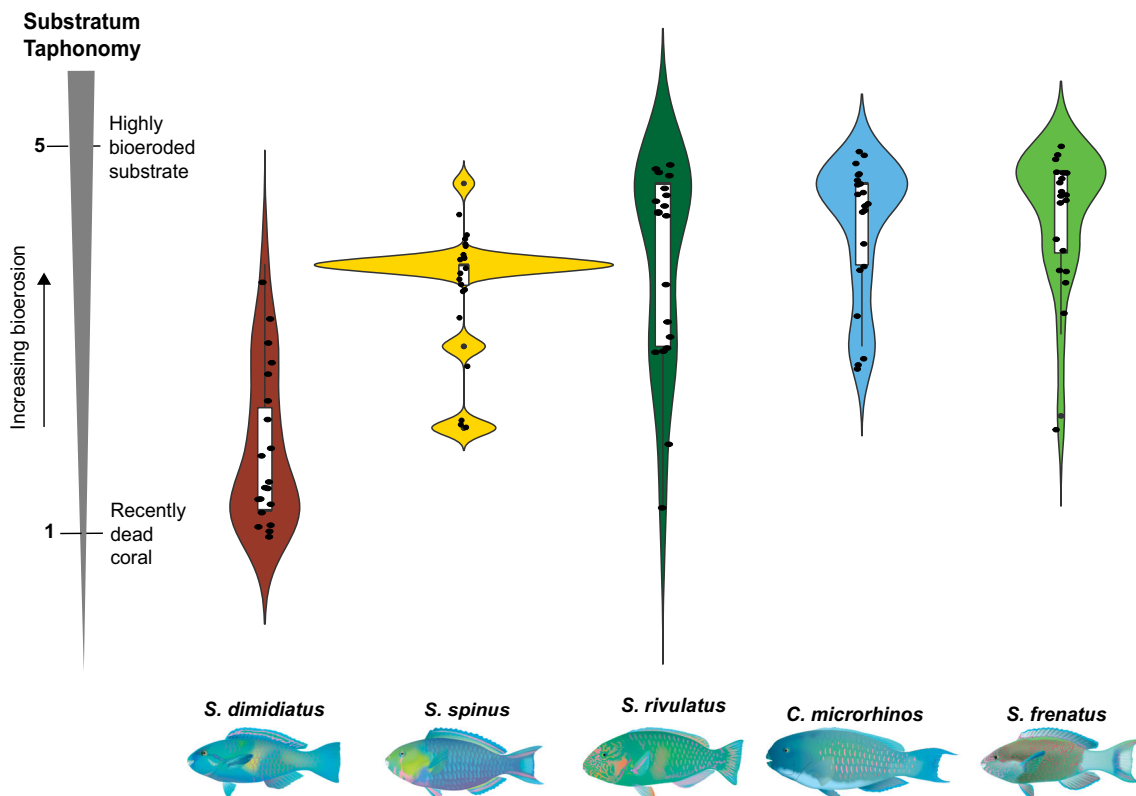 Substratum
Taphonomy
5
Highly
bioeroded
substrate
Increasing bioerosion
1
Recently
dead
coral
S. dimidiatus
S. spinus
S. rivulatus
C. microrhinos
S. frenatus